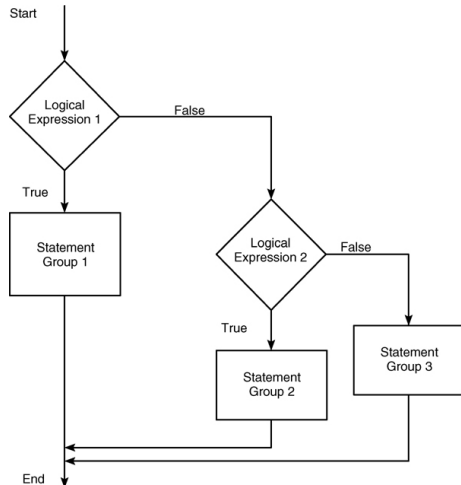 Start
Logical
Expression 1
False
True
Statement
Group 1
Logical
Expression 2
False
True
Statement
Group 2
Statement
Group 3
End